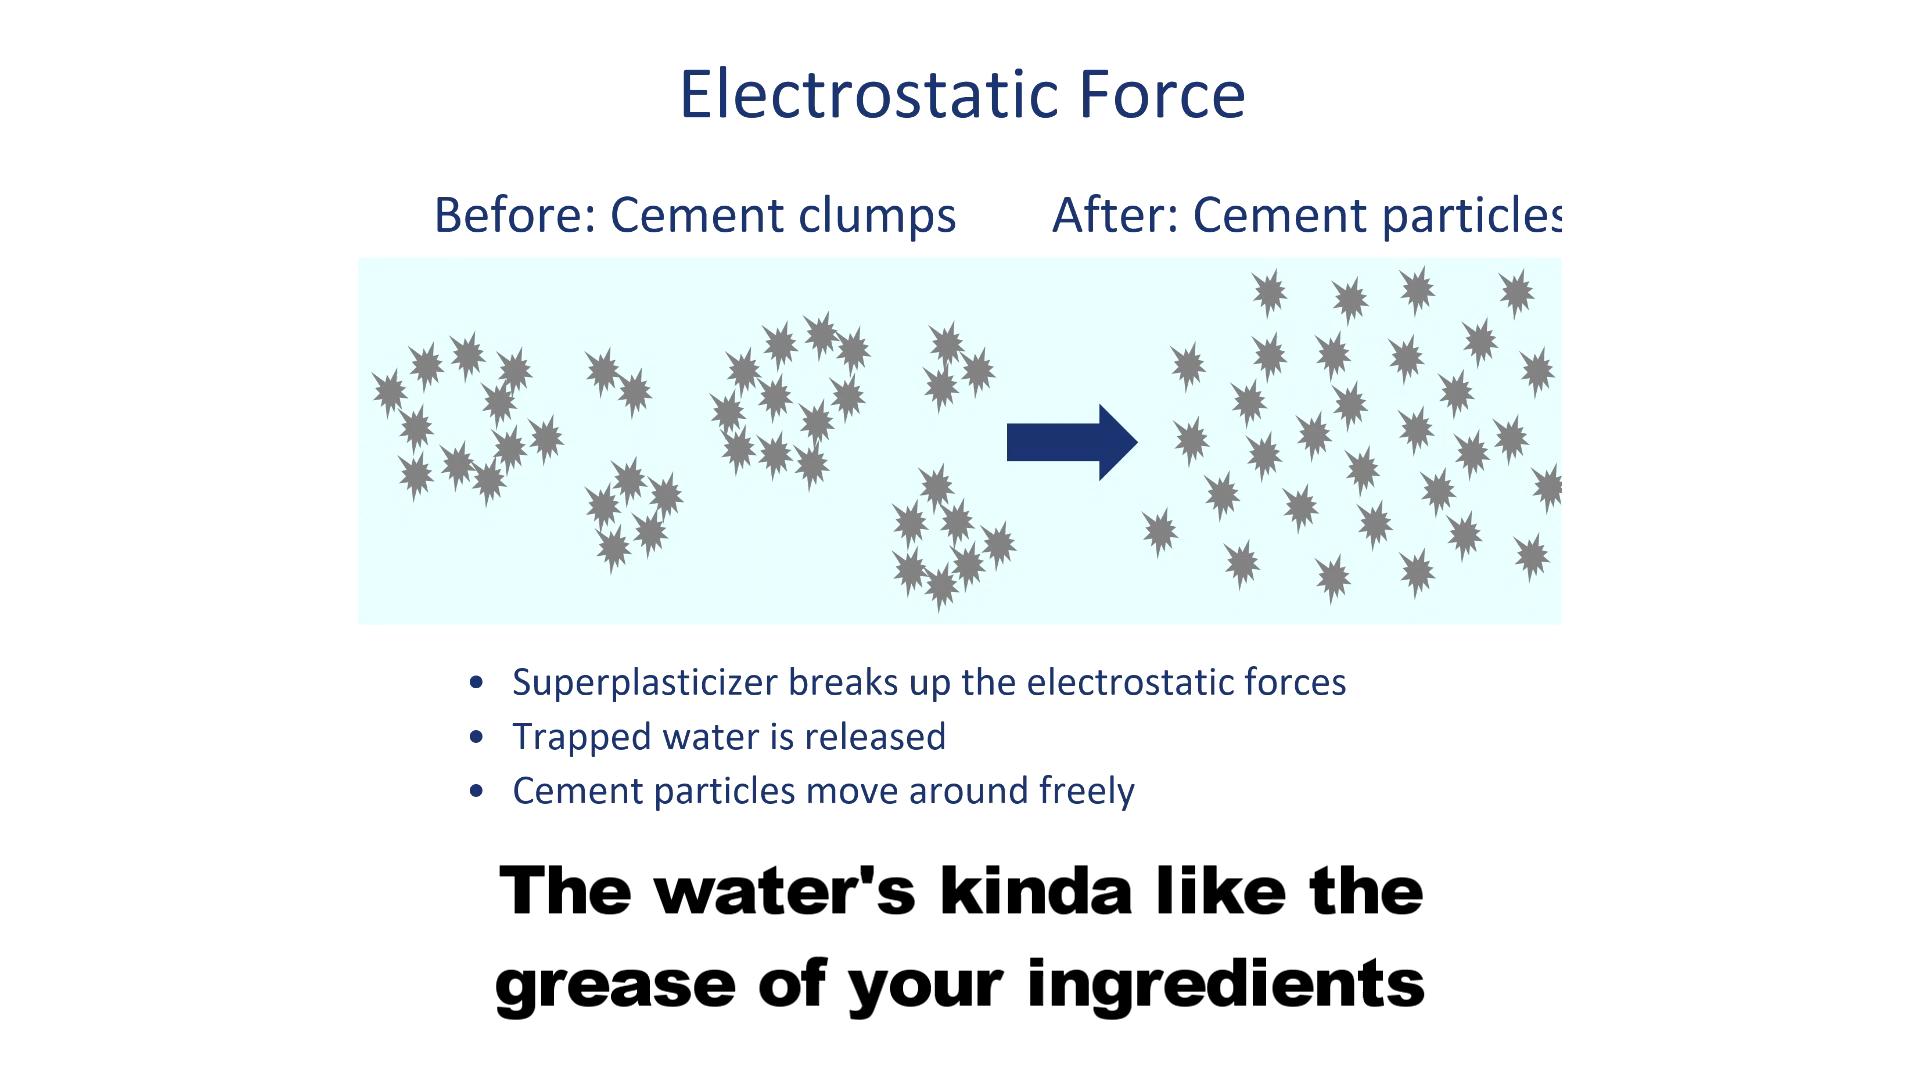 Electrostatic Force
Before: Cement clumps
After: Cement particles
• Superplasticizer breaks up the electrostatic forces
• Trapped water is released
• Cement particles move around freely
The water's kinda like the
grease of your ingredients